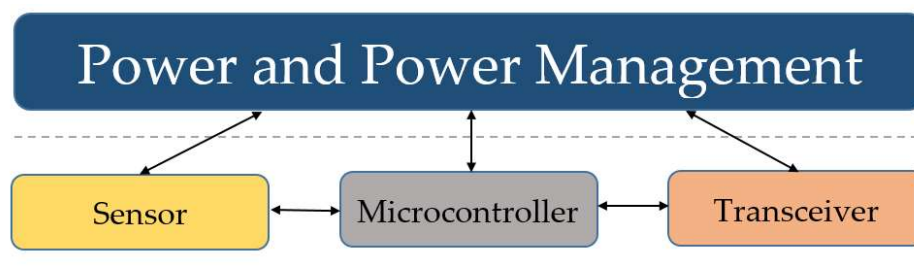 Power and Power Management
Sensor
Microcontroller
Transceiver